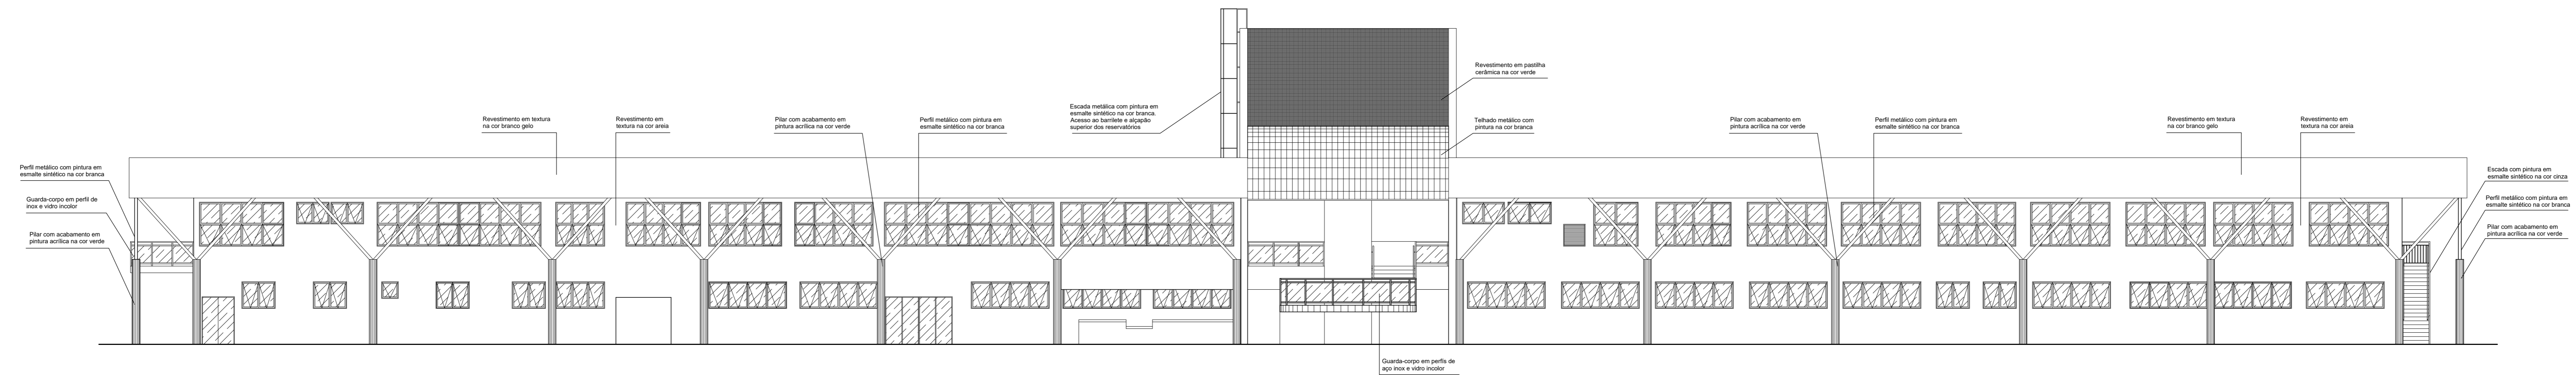 Perfil metálico com pintura em
esmalte sintético na cor branca
Guarda-corpo em perfil de
inox e vidro incolor
Pilar com acabamento em
pintura acrílica na cor verde
Revestimento em textura
na cor branco gelo
Revestimento em
textura na cor areia
Pilar com acabamento em
pintura acrílica na cor verde
Perfil metálico com pintura em
esmalte sintético na cor branca
Escada metálica com pintura em
esmalte sintético na cor branca.
Acesso ao barrilete e alçapão
superior dos reservatórios
Revestimento em pastilha
cerâmica na cor verde
Telhado metálico com
pintura na cor branca
Guarda-corpo em perfis de
aço inox e vidro incolor
Pilar com acabamento em
pintura acrílica na cor verde
Perfil metálico com pintura em
esmalte sintético na cor branca
Revestimento em textura
na cor branco gelo
Revestimento em
textura na cor areia
Escada com pintura em
esmalte sintético na cor cinza
Perfil metálico com pintura em
esmalte sintético na cor branca
Pilar com acabamento em
pintura acrílica na cor verde